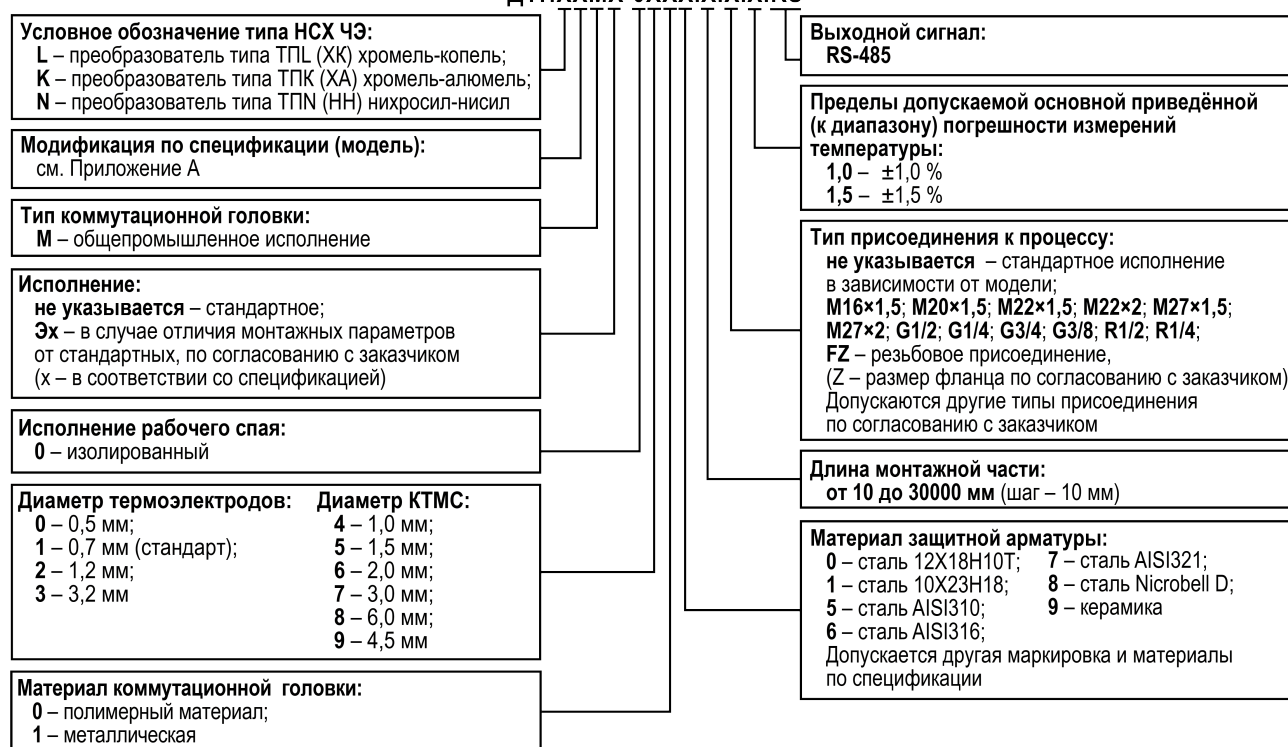 Условное обозначение типа НСХ ЧЭ:
L – преобразователь типа ТПL (ХК) хромель-копель;
K – преобразователь типа ТПК (ХА) хромель-алюмель;
N – преобразователь типа ТПN (НН) нихросил-нисил
Модификация по спецификации (модель):
см. Приложение А
Тип коммутационной головки:
М – общепромышленное исполнение
Исполнение:
не указывается – стандартное;
Эх – в случае отличия монтажных параметров
от стандартных, по согласованию с заказчиком
(х – в соответствии со спецификацией)
Исполнение рабочего спая:
0 – изолированный
Диаметр термоэлектродов:
0 – 0,5 мм;
1 – 0,7 мм (стандарт);
2 – 1,2 мм;
3 – 3,2 мм
Диаметр КТМС:
4 – 1,0 мм;
5 – 1,5 мм;
6 – 2,0 мм;
7 – 3,0 мм;
8 – 6,0 мм;
9 – 4,5 мм
Материал коммутационной головки:
0 – полимерный материал;
1 – металлическая
Выходной сигнал:
RS-485
Пределы допускаемой основной приведённой
(к диапазону) погрешности измерений
температуры:
1,0 – ±1,0 %
1,5 – ±1,5 %
Тип присоединения к процессу:
не указывается – стандартное исполнение
в зависимости от модели;
M16×1,5; M20×1,5; M22×1,5; M22×2; M27×1,5;
M27×2; G1/2; G1/4; G3/4; G3/8; R1/2; R1/4;
FZ – резьбовое присоединение,
(Z – размер фланца по согласованию с заказчиком)
Допускаются другие типы присоединения
по согласованию с заказчиком
Длина монтажной части:
от 10 до 30000 мм (шаг – 10 мм)
Материал защитной арматуры:
0 – сталь 12Х18Н10Т;
1 – сталь 10Х23Н18;
5 – сталь AISI310;
6 – сталь AISI316;
7 – сталь AISI321;
8 – сталь Nicrobell D;
9 – керамика
Допускается другая маркировка и материалы
по спецификации